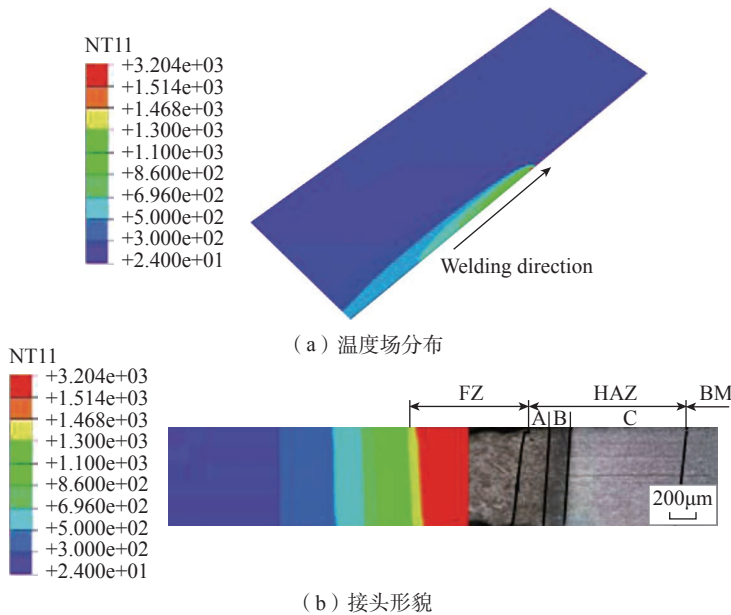 NT11
+3.204e+03
+1.514e+03
+1.468e+03
+1.300e+03
+1.100e+03
+8.600e+02
+6.960e+02
+5.000e+02
+3.000e+02
+2.400e+01
Welding direction
（a）温度场分布
NT11
+3.204e+03
+1.514e+03
+1.468e+03
+1.300e+03
+1.100e+03
+8.600e+02
+6.960e+02
+5.000e+02
+3.000e+02
+2.400e+01
FZ HAZ BM
A B C
200μm
（b）接头形貌